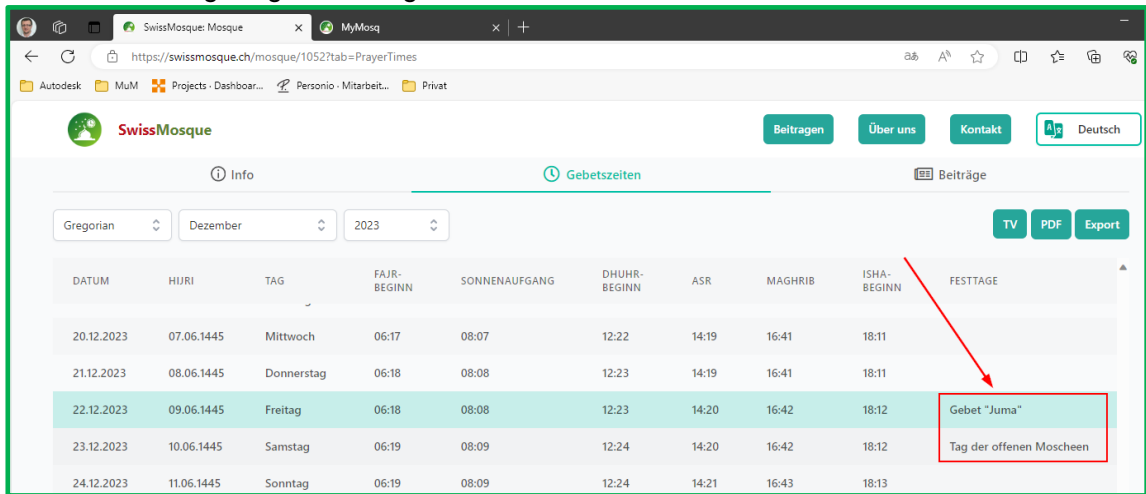 SwissMosque: Mosque
MyMosq
https://swissmosque.ch/mosque/1052?tab=PrayerTimes
Autodesk MuM Projects - Dashboar... Personio - Mitarbeit... Privat
SwissMosque
Beitragen Über uns Kontakt Deutsch
Info Gebetszeiten Beiträge
Gregorian Dezember 2023 TV PDF Export
DATUM HIJRI TAG FAJR-BEGINN SONNENAUFGANG DHUHR-BEGINN ASR MAGHRIB ISHA-BEGINN FESTTAGE
20.12.2023 07.06.1445 Mittwoch 06:17 08:07 12:22 14:19 16:41 18:11
21.12.2023 08.06.1445 Donnerstag 06:18 08:08 12:23 14:19 16:41 18:11
22.12.2023 09.06.1445 Freitag 06:18 08:08 12:23 14:20 16:42 18:12 Gebet "Juma"
23.12.2023 10.06.1445 Samstag 06:19 08:09 12:24 14:20 16:42 18:12 Tag der offenen Moscheen
24.12.2023 11.06.1445 Sonntag 06:19 08:09 12:24 14:21 16:43 18:13